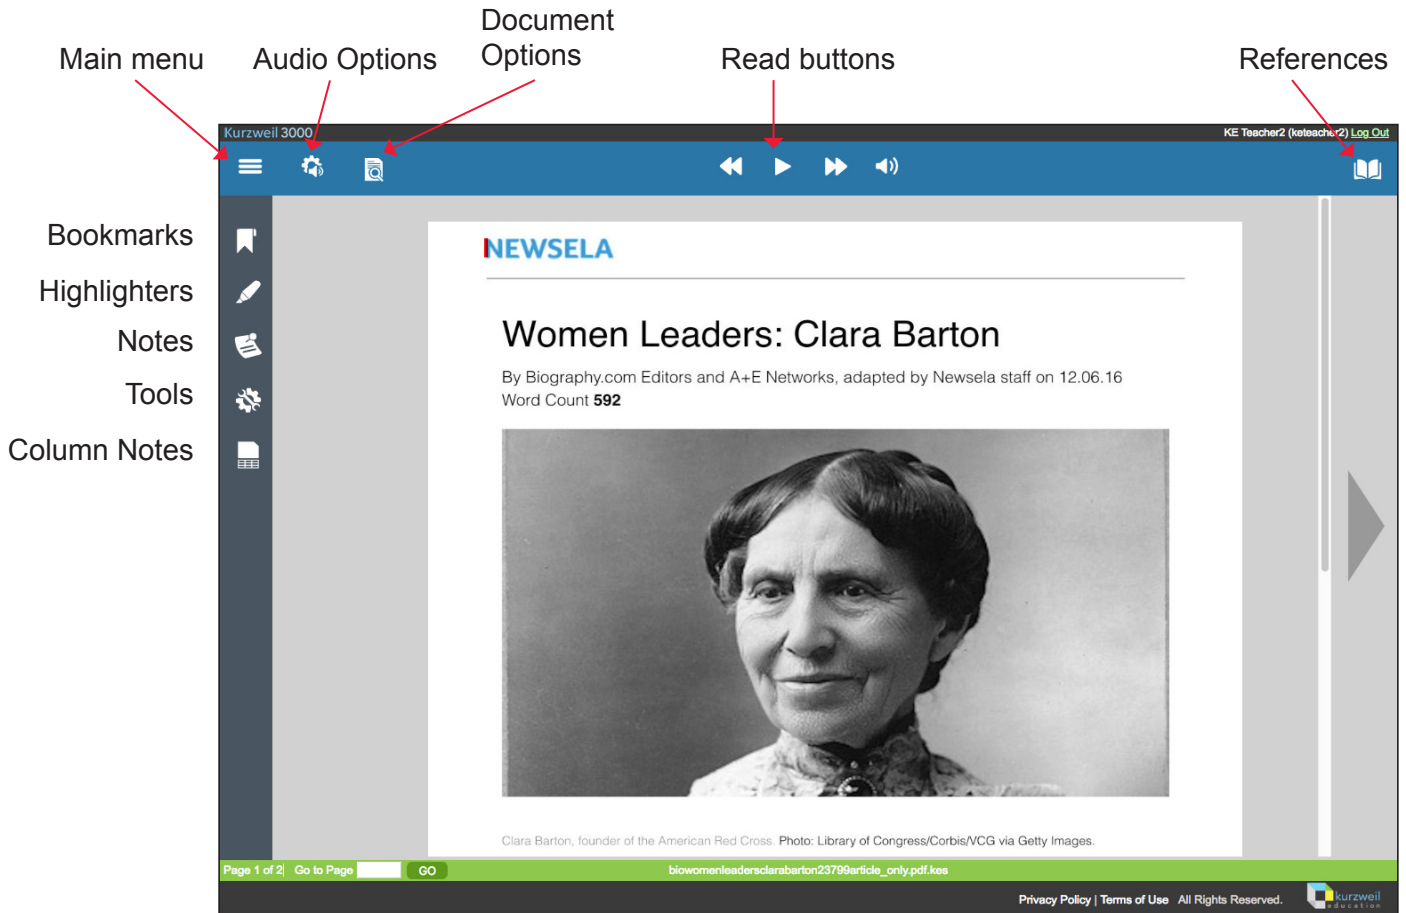 Document
Options
Main menu
Audio Options
Read buttons
References
Kurzweil 3000
KE Teacher2 (keteacher2) Log Out
Bookmarks
Highlighters
Notes
Tools
Column Notes
NEWSELA
Women Leaders: Clara Barton
By Biography.com Editors and A+E Networks, adapted by Newsela staff on 12.06.16
Word Count 592
Clara Barton, founder of the American Red Cross. Photo: Library of Congress/Corbis/VCG via Getty Images.
Page 1 of 2 Go to Page GO biowomenleadersclarabarton23799article_only.pdf.kes
Privacy Policy | Terms of Use All Rights Reserved.
kurzweil
education